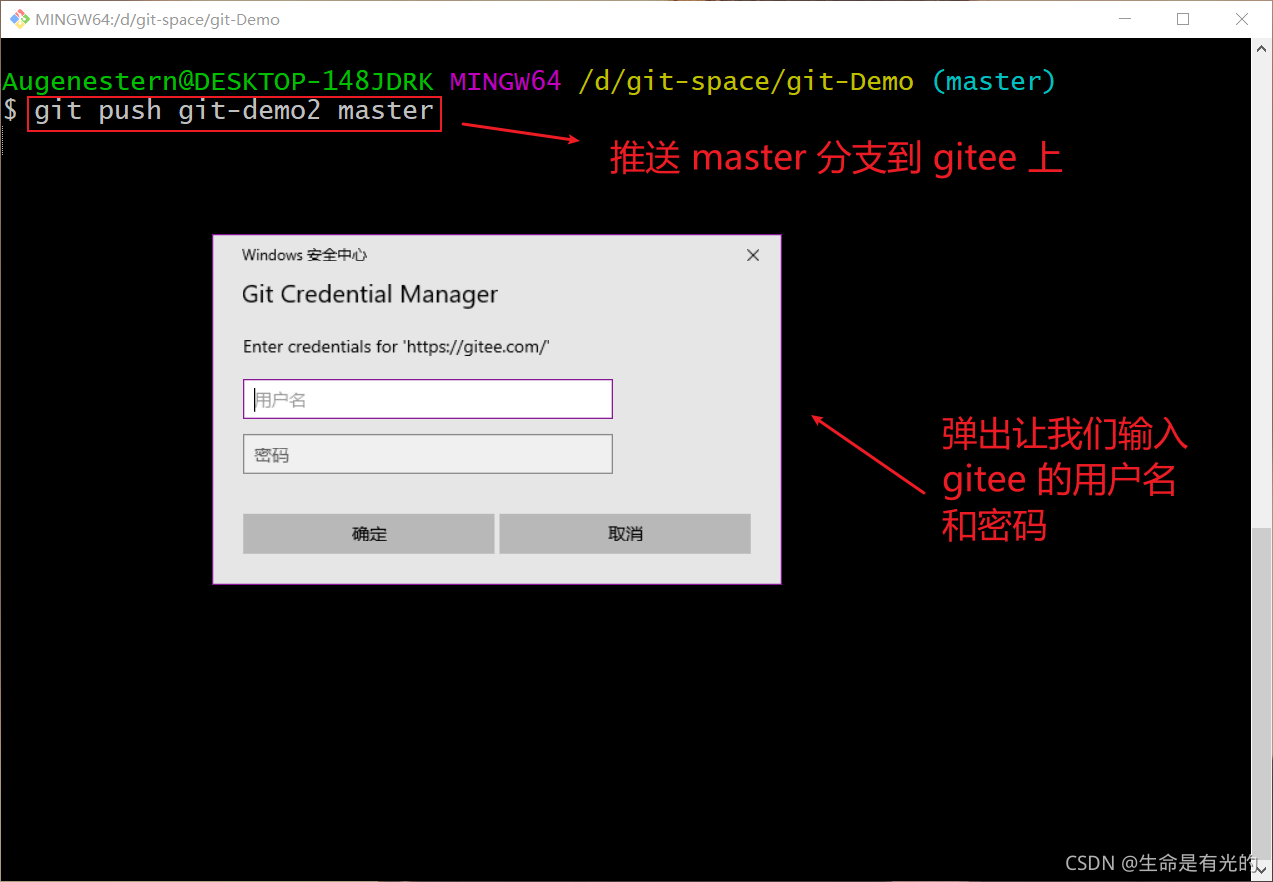 MINGW64:/d/git-space/git-Demo
Augenestern@DESKTOP-148JDRK MINGW64 /d/git-space/git-Demo (master)
$ git push git-demo2 master
推送 master 分支到 gitee 上
Windows 安全中心
Git Credential Manager
Enter credentials for 'https://gitee.com/'
用户名
密码
确定 取消
弹出让我们输入
gitee 的用户名
和密码
CSDN @生命是有光的